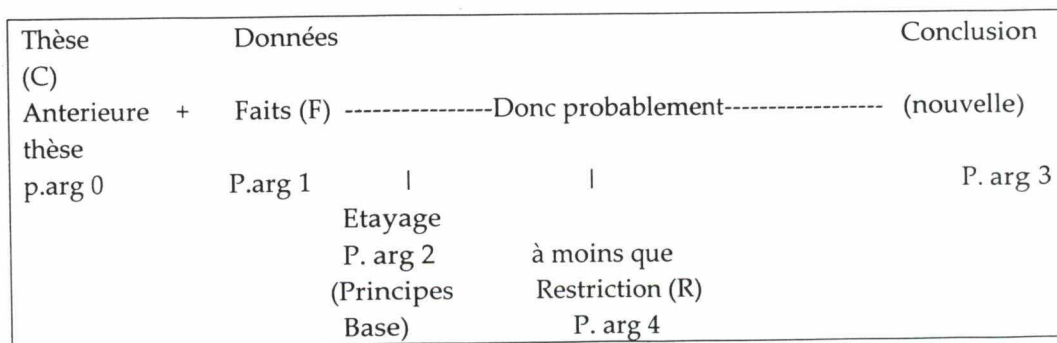 Thèse Données Conclusion
(C)
Anterieure + Faits (F) ----------------Donc probablement----------------- (nouvelle)
thèse
p.arg 0 P.arg 1 | | P. arg 3
Etayage
P. arg 2 à moins que
(Principes Restriction (R)
Base) P. arg 4